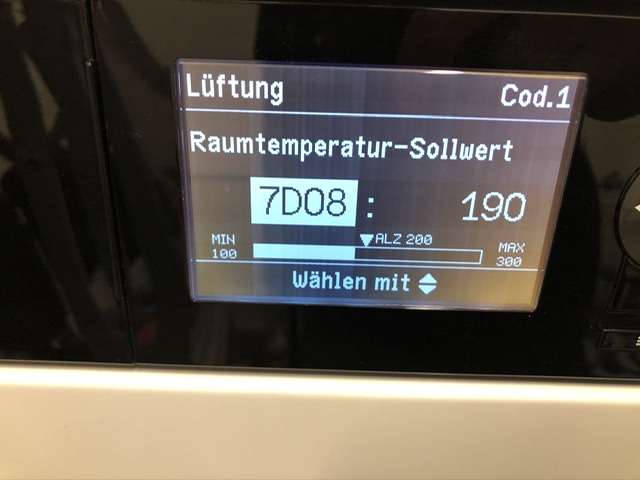 Lüftung Cod.1
Raumtemperatur-Sollwert
7D08 : 190
MIN 100 ▼ALZ 200 MAX 300
Wählen mit